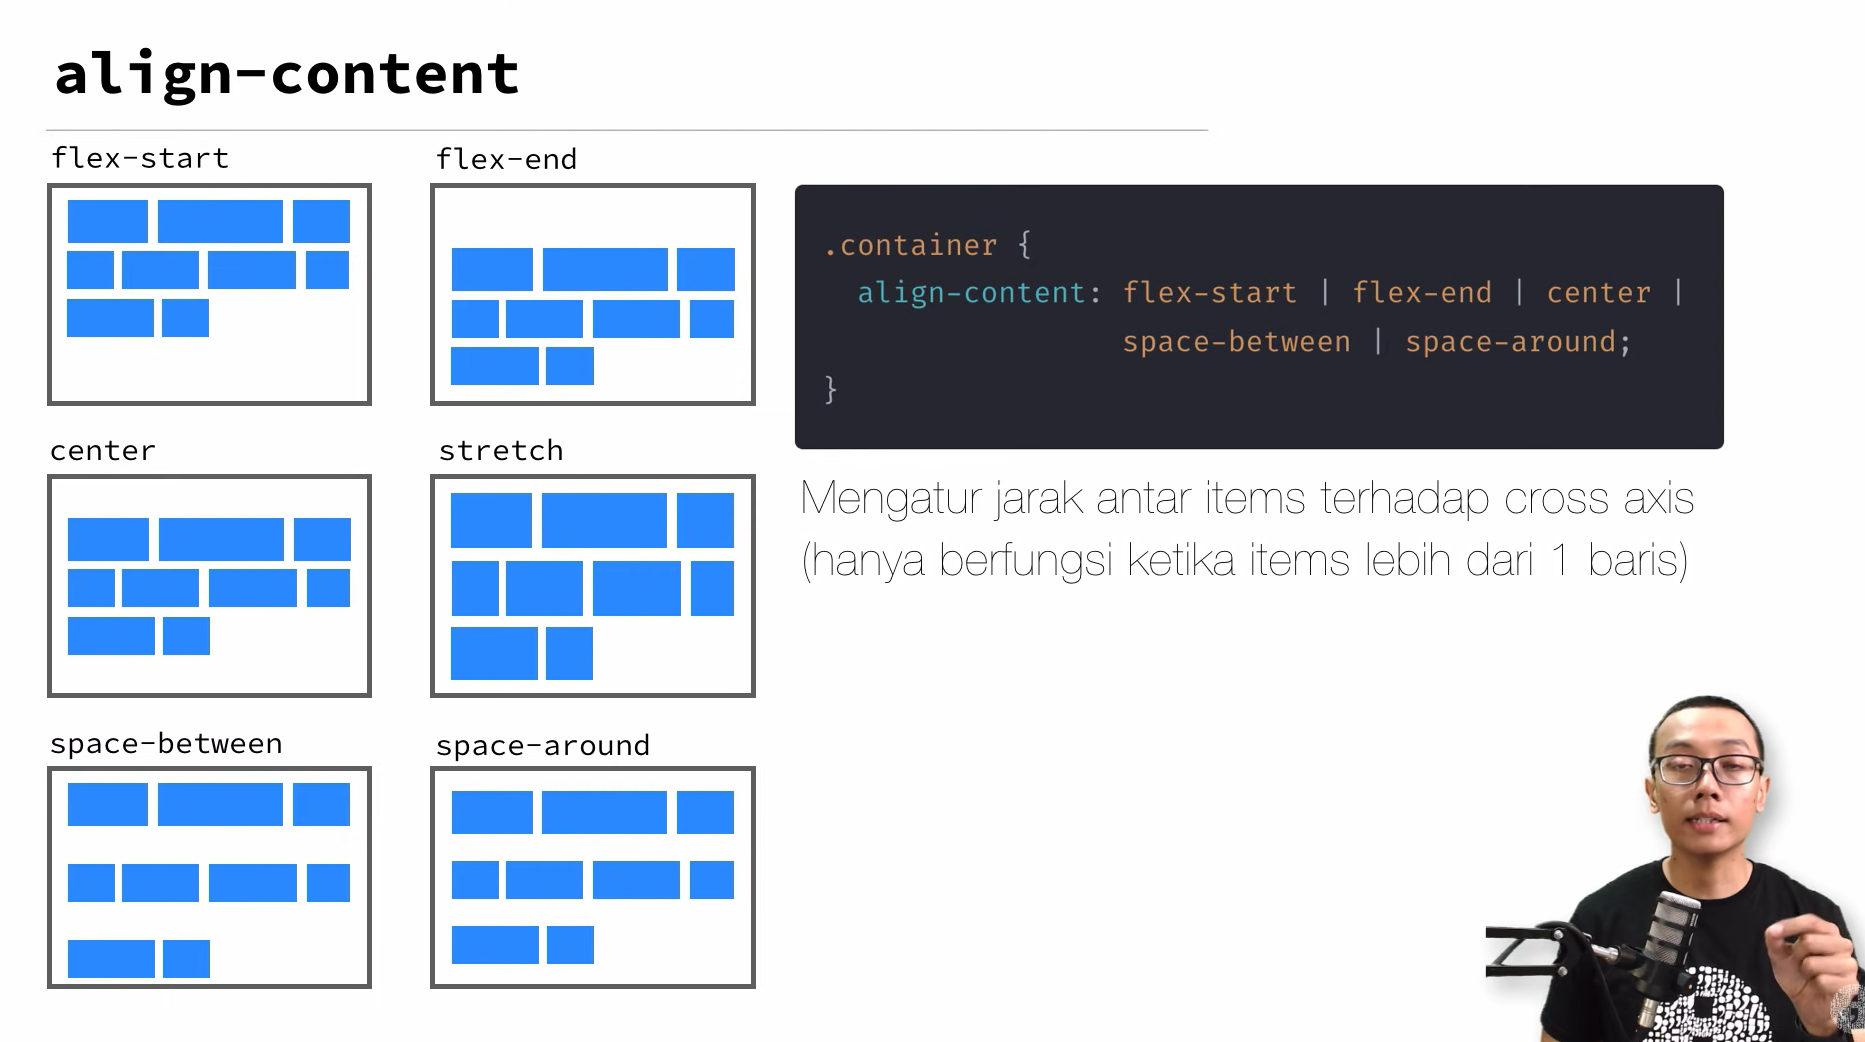 align-content
flex-start
flex-end
center
stretch
space-between
space-around
.container {
align-content: flex-start | flex-end | center |
space-between | space-around;
}
Mengatur jarak antar items terhadap cross axis
(hanya berfungsi ketika items lebih dari 1 baris)